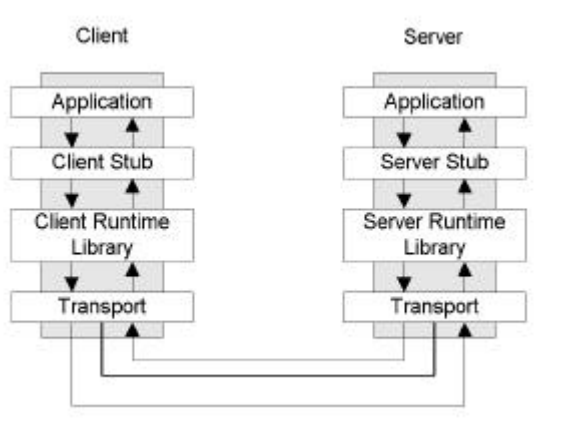 Client
Server
Application
Application
Client Stub
Server Stub
Client Runtime
Library
Server Runtime
Library
Transport
Transport